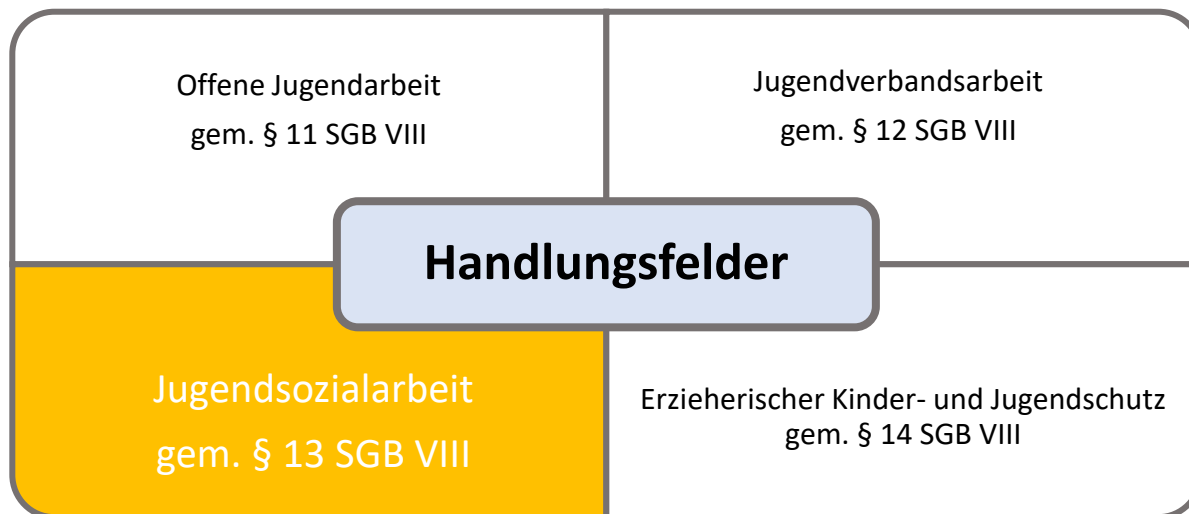 Offene Jugendarbeit
gem. § 11 SGB VIII
Jugendverbandsarbeit
gem. § 12 SGB VIII
Handlungsfelder
Jugendsozialarbeit
gem. § 13 SGB VIII
Erzieherischer Kinder- und Jugendschutz
gem. § 14 SGB VIII